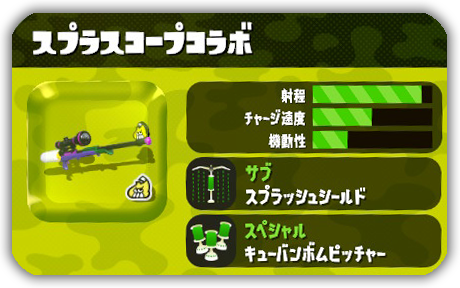 スプラスコープコラボ
射程
チャージ速度
機動性
サブ
スプラッシュシールド
スペシャル
キューバンボムピッチャー